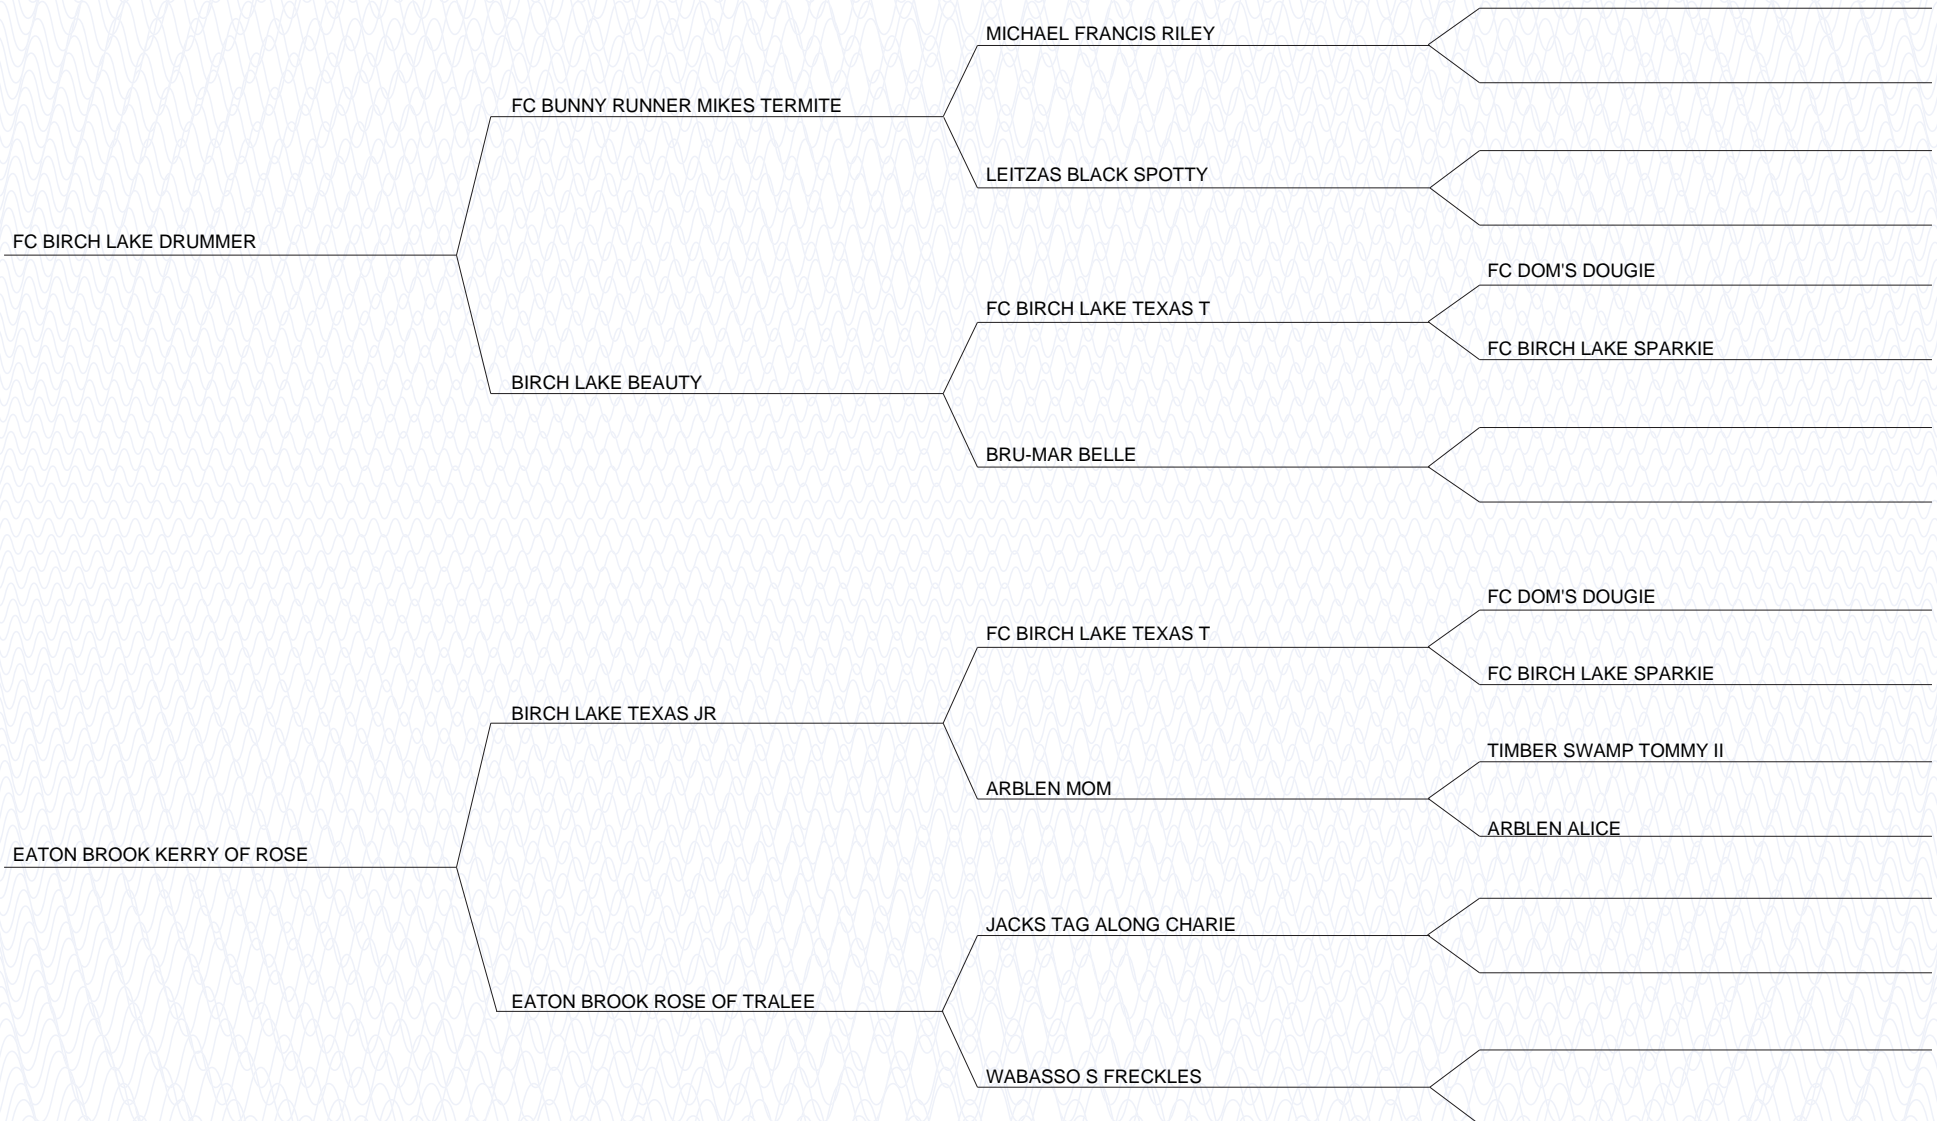 MICHAEL FRANCIS RILEY
FC BUNNY RUNNER MIKES TERMITE
LEITZAS BLACK SPOTTY
FC BIRCH LAKE DRUMMER
FC DOM'S DOUGIE
FC BIRCH LAKE TEXAS T
FC BIRCH LAKE SPARKIE
BIRCH LAKE BEAUTY
BRU-MAR BELLE
FC DOM'S DOUGIE
FC BIRCH LAKE TEXAS T
FC BIRCH LAKE SPARKIE
BIRCH LAKE TEXAS JR
TIMBER SWAMP TOMMY II
ARBLEN MOM
ARBLEN ALICE
EATON BROOK KERRY OF ROSE
JACKS TAG ALONG CHARIE
EATON BROOK ROSE OF TRALEE
WABASSO S FRECKLES